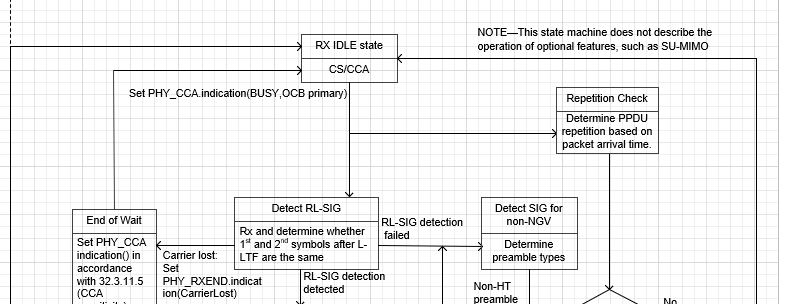 NOTE—This state machine does not describe the
operation of optional features, such as SU-MIMO
RX IDLE state
CS/CCA
Set PHY_CCA.indication(BUSY,OCB primary)
Repetition Check
Determine PPDU
repetition based on
packet arrival time.
Detect RL-SIG
Rx and determine whether
1st and 2nd symbols after L-
LTF are the same
RL-SIG detection
failed
Detect SIG for
non-NGV
Determine
preamble types
End of Wait
Set PHY_CCA
indication() in
accordance
with 32.3.11.5
(CCA
Carrier lost:
Set
PHY_RXEND.indicat
ion(CarrierLost)
RL-SIG detection
detected
Non-HT
preamble
No